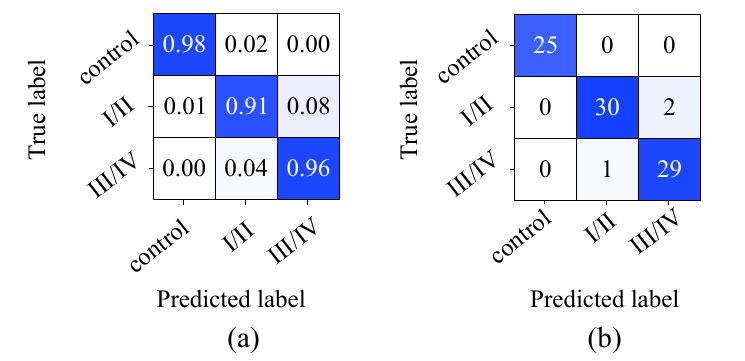 True label
control 0.98 0.02 0.00
I/II 0.01 0.91 0.08
III/IV 0.00 0.04 0.96
control I/II III/IV
Predicted label
(a)
True label
control 25 0 0
I/II 0 30 2
III/IV 0 1 29
control I/II III/IV
Predicted label
(b)